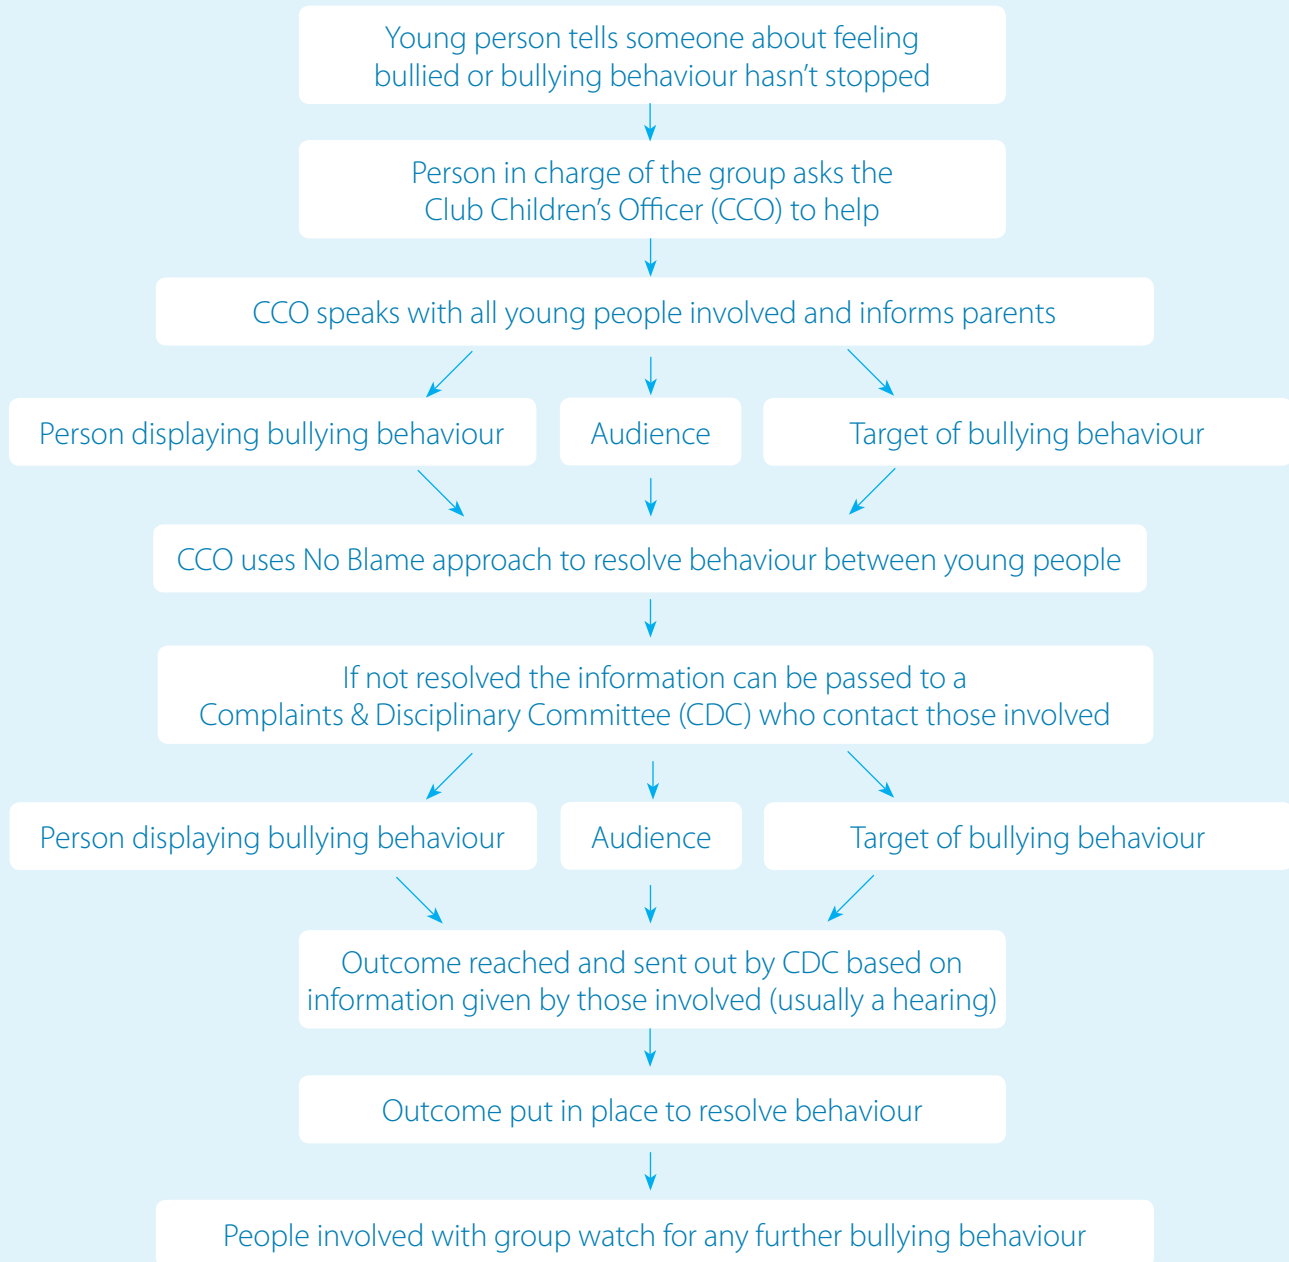 Young person tells someone about feeling
bullied or bullying behaviour hasn't stopped
Person in charge of the group asks the
Club Children's Officer (CCO) to help
CCO speaks with all young people involved and informs parents
Person displaying bullying behaviour
Audience
Target of bullying behaviour
CCO uses No Blame approach to resolve behaviour between young people
If not resolved the information can be passed to a
Complaints & Disciplinary Committee (CDC) who contact those involved
Person displaying bullying behaviour
Audience
Target of bullying behaviour
Outcome reached and sent out by CDC based on
information given by those involved (usually a hearing)
Outcome put in place to resolve behaviour
People involved with group watch for any further bullying behaviour